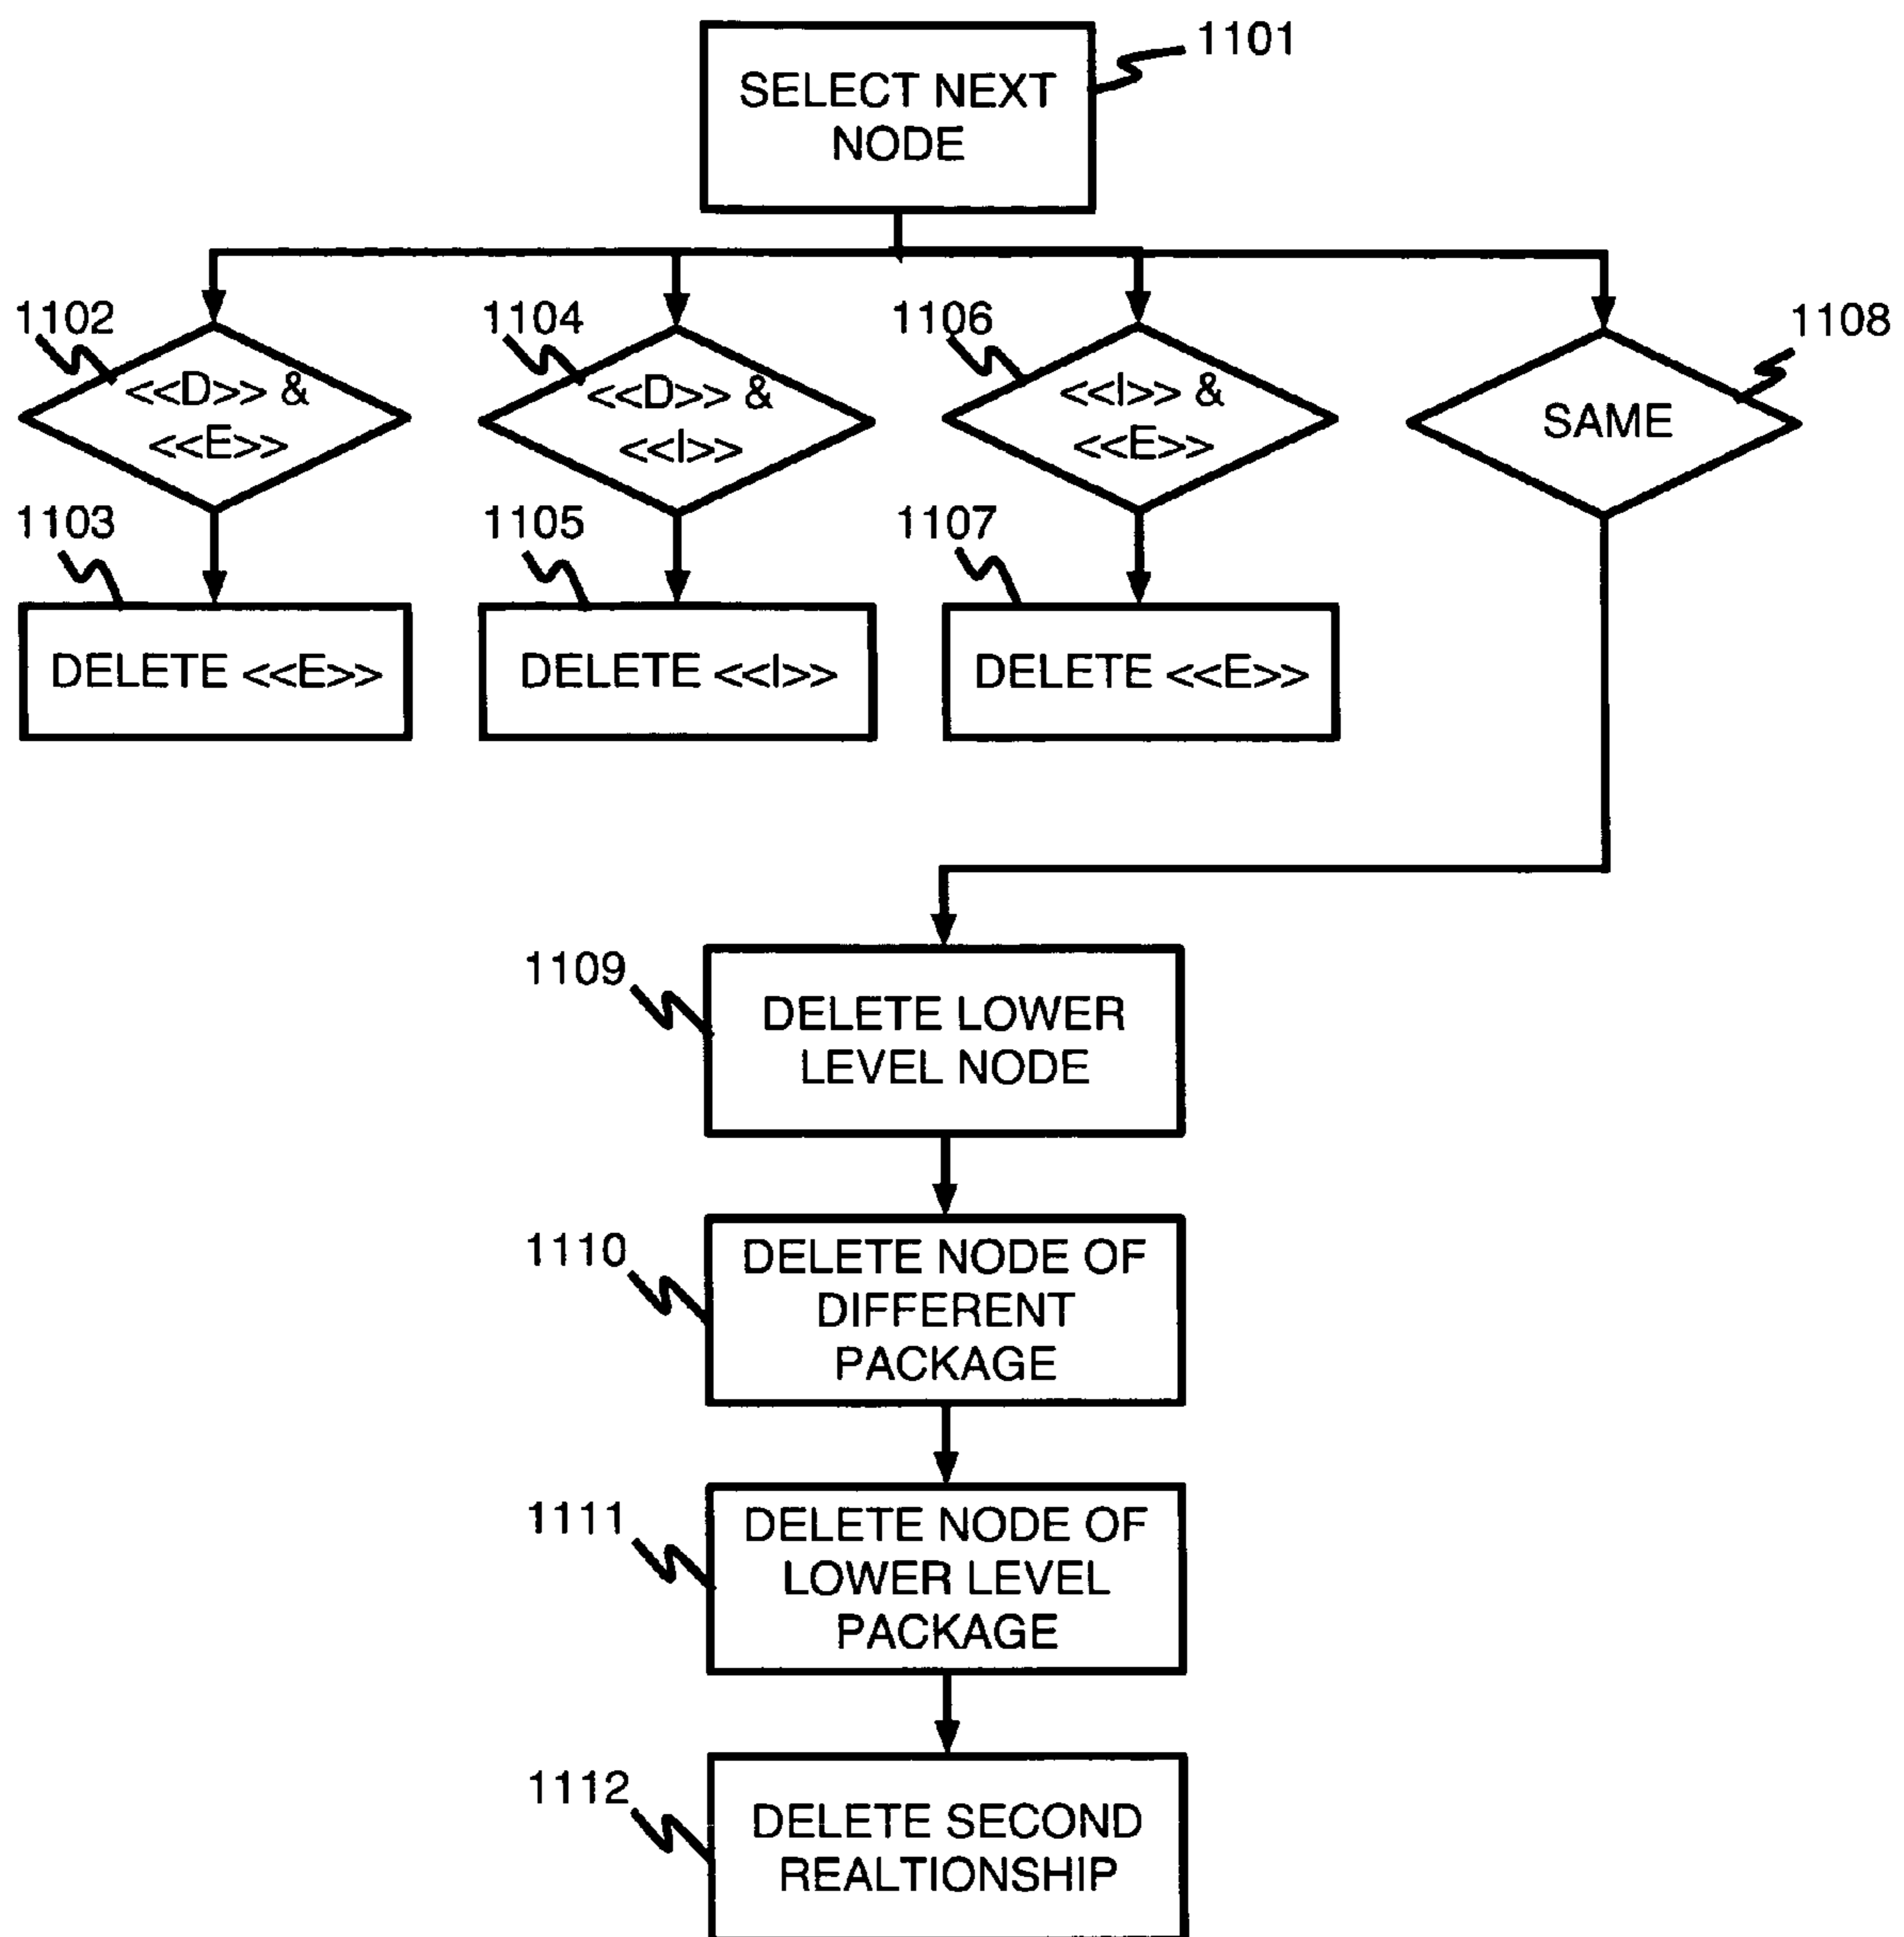 1101
SELECT NEXT
NODE
1102
<<D>> &
<<E>>
1104
<<D>> &
<<I>>
1106
<<I>> &
<<E>>
1108
SAME
1103
DELETE <<E>>
1105
DELETE <<I>>
1107
DELETE <<E>>
1109
DELETE LOWER
LEVEL NODE
1110
DELETE NODE OF
DIFFERENT
PACKAGE
1111
DELETE NODE OF
LOWER LEVEL
PACKAGE
1112
DELETE SECOND
REALTIONSHIP